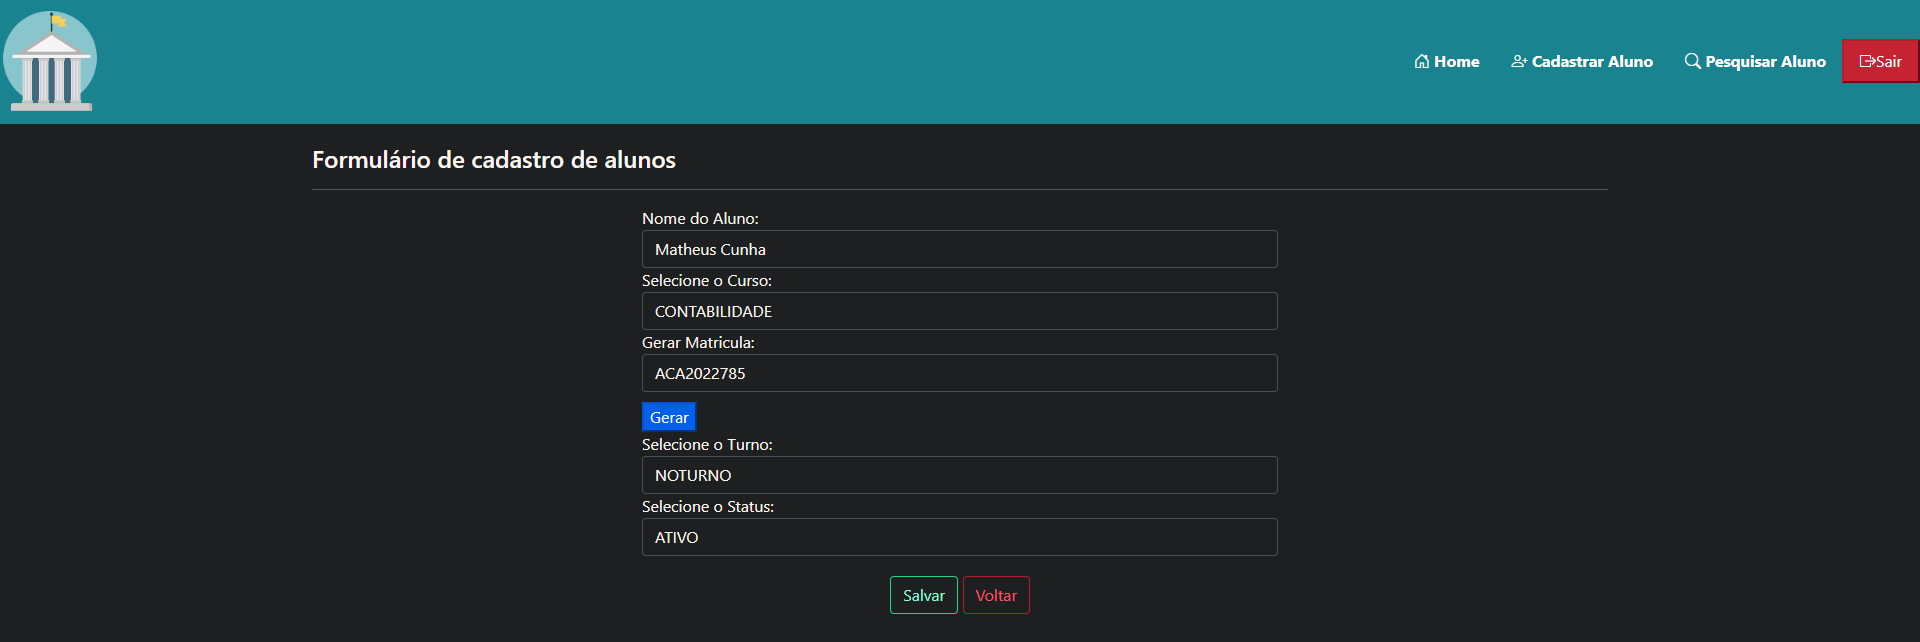 Home Cadastrar Aluno Pesquisar Aluno Sair
Formulário de cadastro de alunos
Nome do Aluno:
Matheus Cunha
Selecione o Curso:
CONTABILIDADE
Gerar Matricula:
ACA2022785
Gerar
Selecione o Turno:
NOTURNO
Selecione o Status:
ATIVO
Salvar Voltar